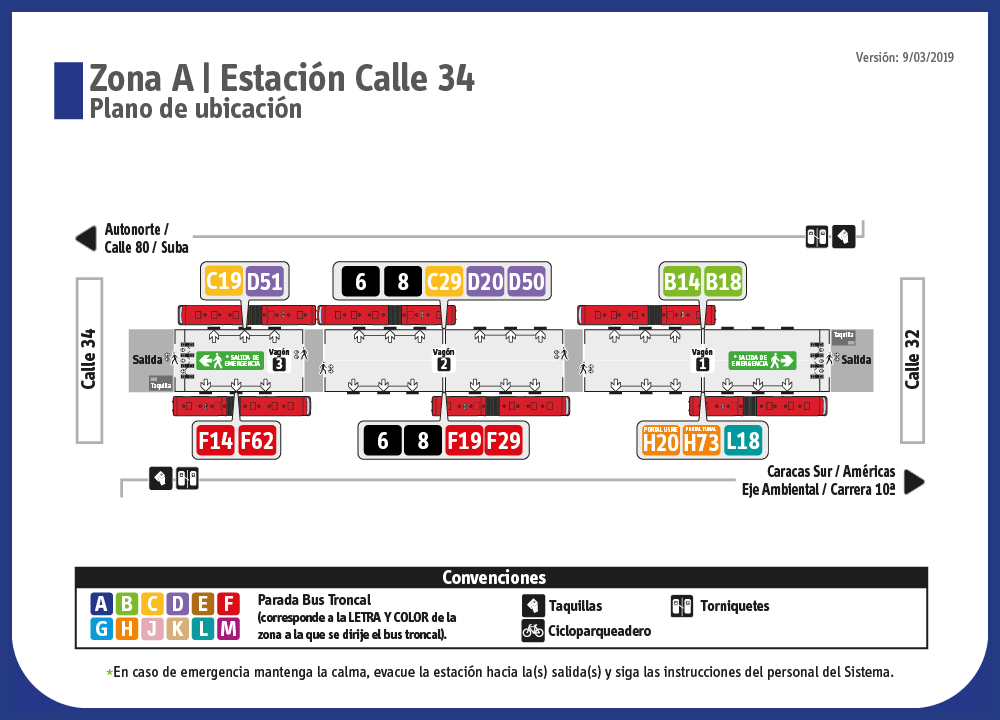 Versión: 9/03/2019
Zona A | Estación Calle 34
Plano de ubicación
Autonorte /
Calle 80 / Suba
C19 D51
6 8 C29 D20 D50
B14 B18
Calle 34
Salida
Taquilla
* SALIDA DE
EMERGENCIA
Vagón
3
Vagón
2
Vagón
1
* SALIDA DE
EMERGENCIA
Taquilla
Salida
Calle 32
F14 F62
6 8 F19 F29
PORTAL USME
H20
PORTAL TUNAL
H73
L18
Caracas Sur / Américas
Eje Ambiental / Carrera 10ª
Convenciones
A B C D E F
G H J K L M
Parada Bus Troncal
(corresponde a la LETRA Y COLOR de la
zona a la que se dirije el bus troncal).
Taquillas
Cicloparqueadero
Torniquetes
*En caso de emergencia mantenga la calma, evacue la estación hacia la(s) salida(s) y siga las instrucciones del personal del Sistema.